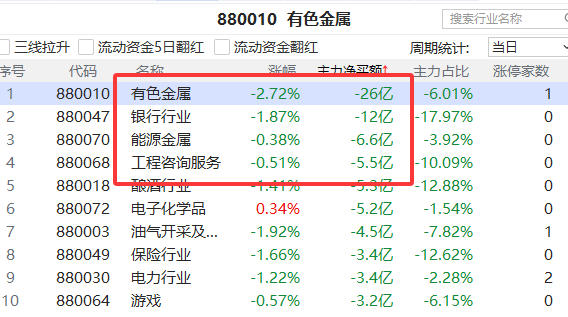 880010 有色金属
搜索行业名称
三线拉升 流动资金5日翻红 流动资金翻红 周期统计: 当日
序号 代码 名称 涨幅 主力净买额↑ 主力占比 涨停家数
1 880010 有色金属 -2.72% -26亿 -6.01% 1
2 880047 银行行业 -1.87% -12亿 -17.97% 0
3 880070 能源金属 -0.38% -6.6亿 -3.92% 0
4 880068 工程咨询服务 -0.51% -5.5亿 -10.09% 0
5 880018 酿酒行业 -1.41% -5.3亿 -12.88% 0
6 880072 电子化学品 0.34% -5.2亿 -1.54% 0
7 880003 油气开采及... -1.92% -4.5亿 -7.82% 1
8 880049 保险行业 -1.66% -3.4亿 -12.62% 0
9 880030 电力行业 -1.22% -3.4亿 -2.28% 2
10 880064 游戏 -0.57% -3.2亿 -6.15% 0